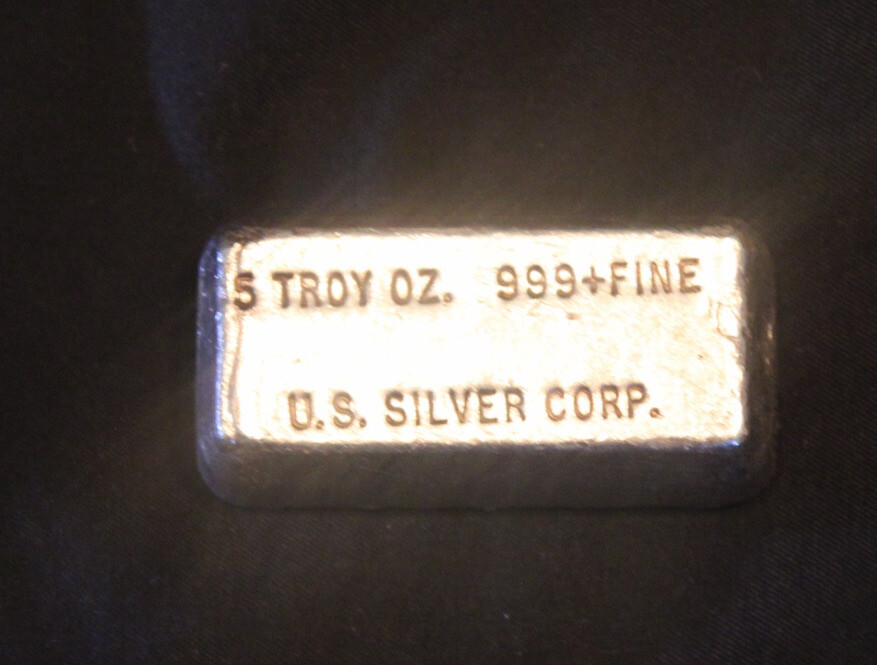 5 TROY OZ. 999+FINE
U.S. SILVER CORP.